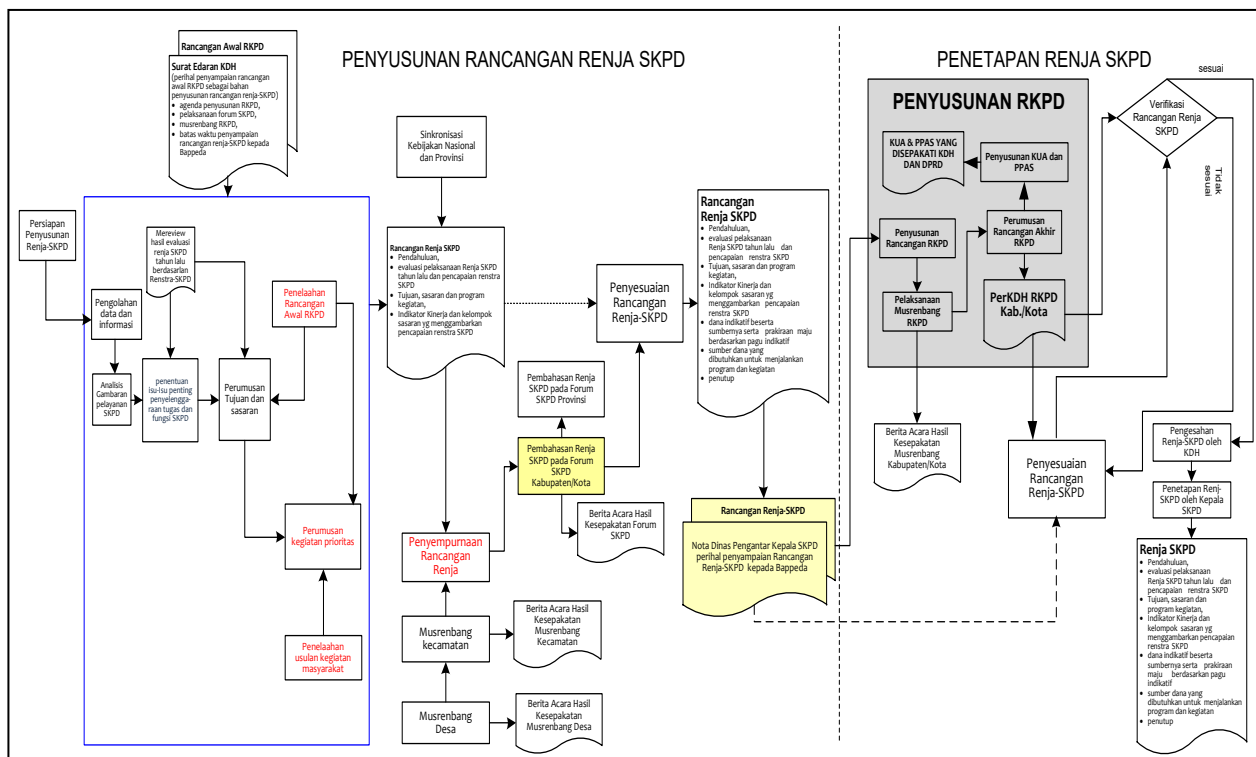 PENYUSUNAN RANCANGAN RENJA SKPD
PENETAPAN RENJA SKPD
Rancangan Awal RKPD
Surat Edaran KDH
(perihal penyampaian rancangan
awal RKPD sebagai bahan
penyusunan rancangan renja-SKPD)
• agenda penyusunan RKPD,
• pelaksanaan forum SKPD,
• musrenbang RKPD,
• batas waktu penyampaian
rancangan renja-SKPD kepada
Bappeda
Persiapan
Penyusunan
Renja-SKPD
Pengolahan
data dan
informasi
Analisis
Gambaran
pelayanan
SKPD
Mereview
hasil evaluasi
renja SKPD
tahun lalu
berdasarlan
Renstra-SKPD
penentuan
isu-Isu penting
penyelengga-
raan tugas dan
fungsi SKPD
Perumusan
Tujuan dan
sasaran
Penelaahan
Rancangan
Awal RKPD
Perumusan
kegiatan prioritas
Penelaahan
usulan kegiatan
masyarakat
Sinkronisasi
Kebijakan Nasional
dan Provinsi
Rancangan Renja SKPD
• Pendahuluan,
• evaluasi pelaksanaan Renja SKPD
tahun lalu dan pencapaian renstra
SKPD
• Tujuan, sasaran dan program
kegiatan,
• Indikator Kinerja dan kelompok
sasaran yg menggambarkan
pencapaian renstra SKPD
Penyempurnaan
Rancangan
Renja
Musrenbang
kecamatan
Musrenbang
Desa
Berita Acara Hasil
Kesepakatan
Musrenbang
Kecamatan
Berita Acara Hasil
Kesepakatan
Musrenbang Desa
Pembahasan Renja
SKPD pada Forum
SKPD Provinsi
Pembahasan Renja
SKPD pada Forum
SKPD
Kabupaten/Kota
Berita Acara Hasil
Kesepakatan Forum
SKPD
Penyesuaian
Rancangan
Renja-SKPD
Rancangan
Renja SKPD
• Pendahuluan,
• evaluasi pelaksanaan
Renja SKPD tahun lalu dan
pencapaian renstra SKPD
• Tujuan, sasaran dan program
kegiatan,
• Indikator Kinerja dan
kelompok sasaran yg
menggambarkan pencapaian
renstra SKPD
• dana indikatif beserta
sumbernya serta prakiraan maju
berdasarkan pagu indikatif
• sumber dana yang
dibutuhkan untuk menjalankan
program dan kegiatan
• penutup
Rancangan Renja-SKPD
Nota Dinas Pengantar Kepala SKPD
perihal penyampaian Rancangan
Renja-SKPD kepada Bappeda
PENYUSUNAN RKPD
KUA & PPAS YANG
DISEPAKATI KDH
DAN DPRD
Penyusunan KUA dan
PPAS
Penyusunan
Rancangan RKPD
Perumusan
Rancangan Akhir
RKPD
Pelaksanaan
Musrenbang
RKPD
PerKDH RKPD
Kab./Kota
Berita Acara Hasil
Kesepakatan
Musrenbang
Kabupaten/Kota
Penyesuaian
Rancangan
Renja-SKPD
sesuai
Verifikasi
Rancangan Renja
SKPD
Tidak
sesuai
Pengesahan
Renja-SKPD oleh
KDH
Penetapan Renj-
SKPD oleh Kepala
SKPD
Renja SKPD
• Pendahuluan,
• evaluasi pelaksanaan
Renja SKPD tahun lalu dan
pencapaian renstra SKPD
• Tujuan, sasaran dan
program kegiatan,
• Indikator Kinerja dan
kelompok sasaran yg
menggambarkan pencapaian
renstra SKPD
• dana indikatif beserta
sumbernya serta prakiraan
maju berdasarkan pagu
indikatif
• sumber dana yang
dibutuhkan untuk menjalankan
program dan kegiatan
• penutup